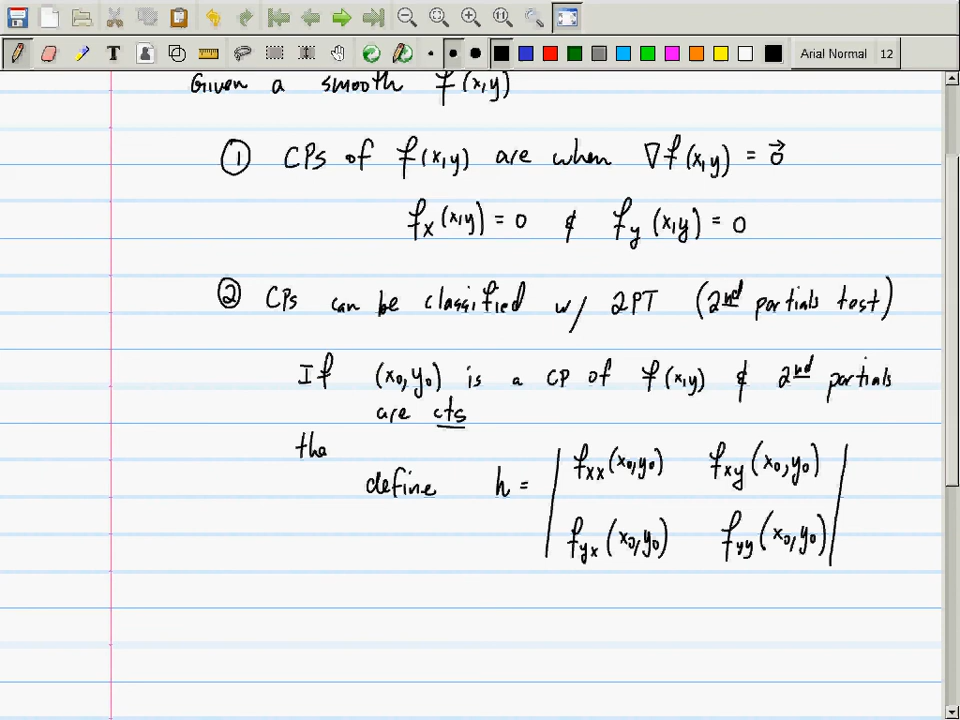 Arial Normal 12
Given a smooth f(x,y)
① CPs of f(x,y) are when ∇f(x,y) = 0⃗
fx(x,y) = 0 & fy(x,y) = 0
② CPs can be classified w/ 2PT (2nd partials test)
If (x0,y0) is a CP of f(x,y) & 2nd partials
are cts
the
define h = | fxx(x0,y0) fxy(x0,y0) |
| fyx(x0,y0) fyy(x0,y0) |